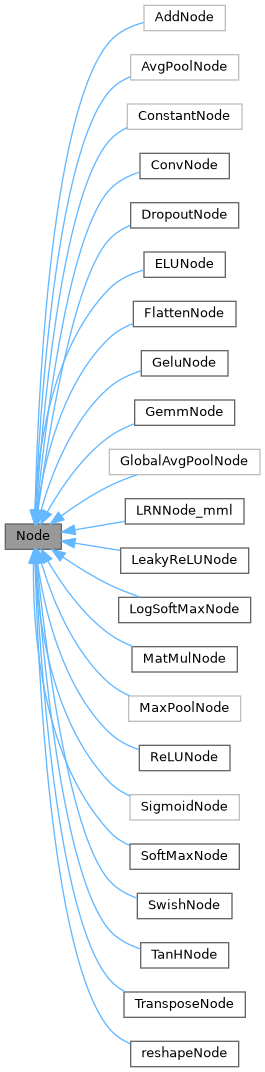 AddNode
AvgPoolNode
ConstantNode
ConvNode
DropoutNode
ELUNode
FlattenNode
GeluNode
GemmNode
GlobalAvgPoolNode
LRNNode_mml
Node
LeakyReLUNode
LogSoftMaxNode
MatMulNode
MaxPoolNode
ReLUNode
SigmoidNode
SoftMaxNode
SwishNode
TanHNode
TransposeNode
reshapeNode